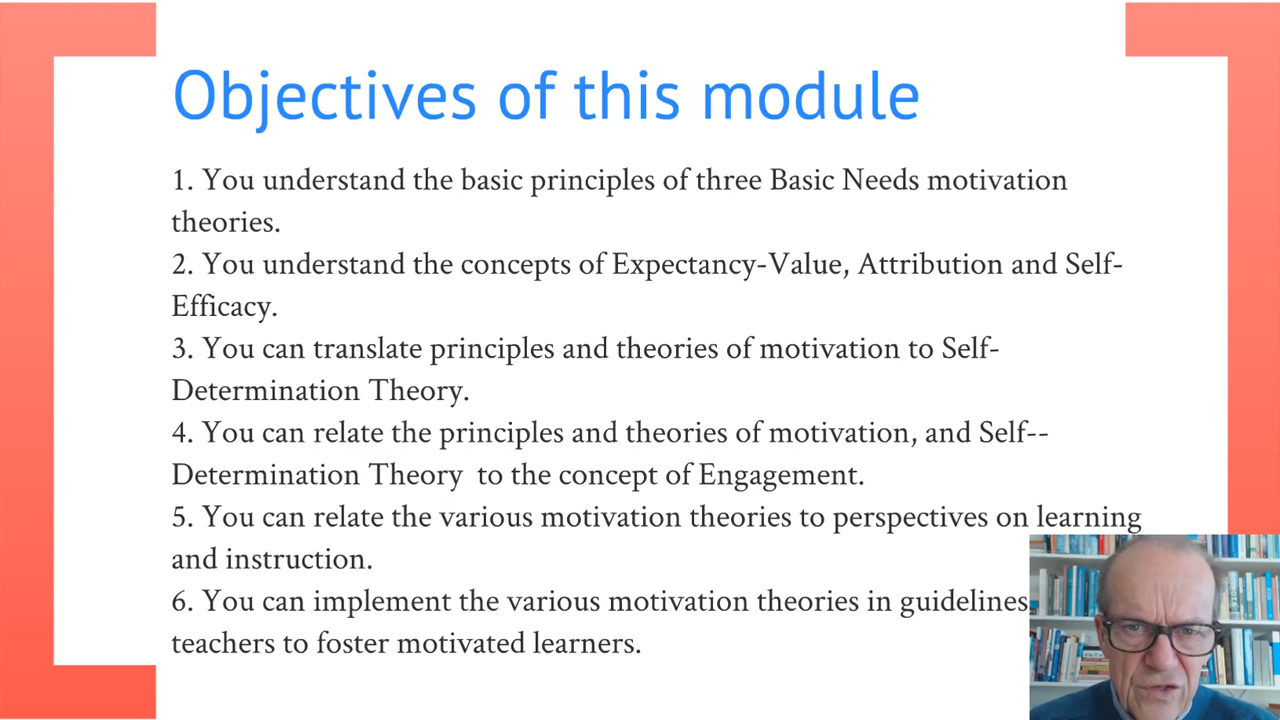 Objectives of this module
1. You understand the basic principles of three Basic Needs motivation
theories.
2. You understand the concepts of Expectancy-Value, Attribution and Self-
Efficacy.
3. You can translate principles and theories of motivation to Self-
Determination Theory.
4. You can relate the principles and theories of motivation, and Self--
Determination Theory  to the concept of Engagement.
5. You can relate the various motivation theories to perspectives on learning
and instruction.
6. You can implement the various motivation theories in guidelines
teachers to foster motivated learners.